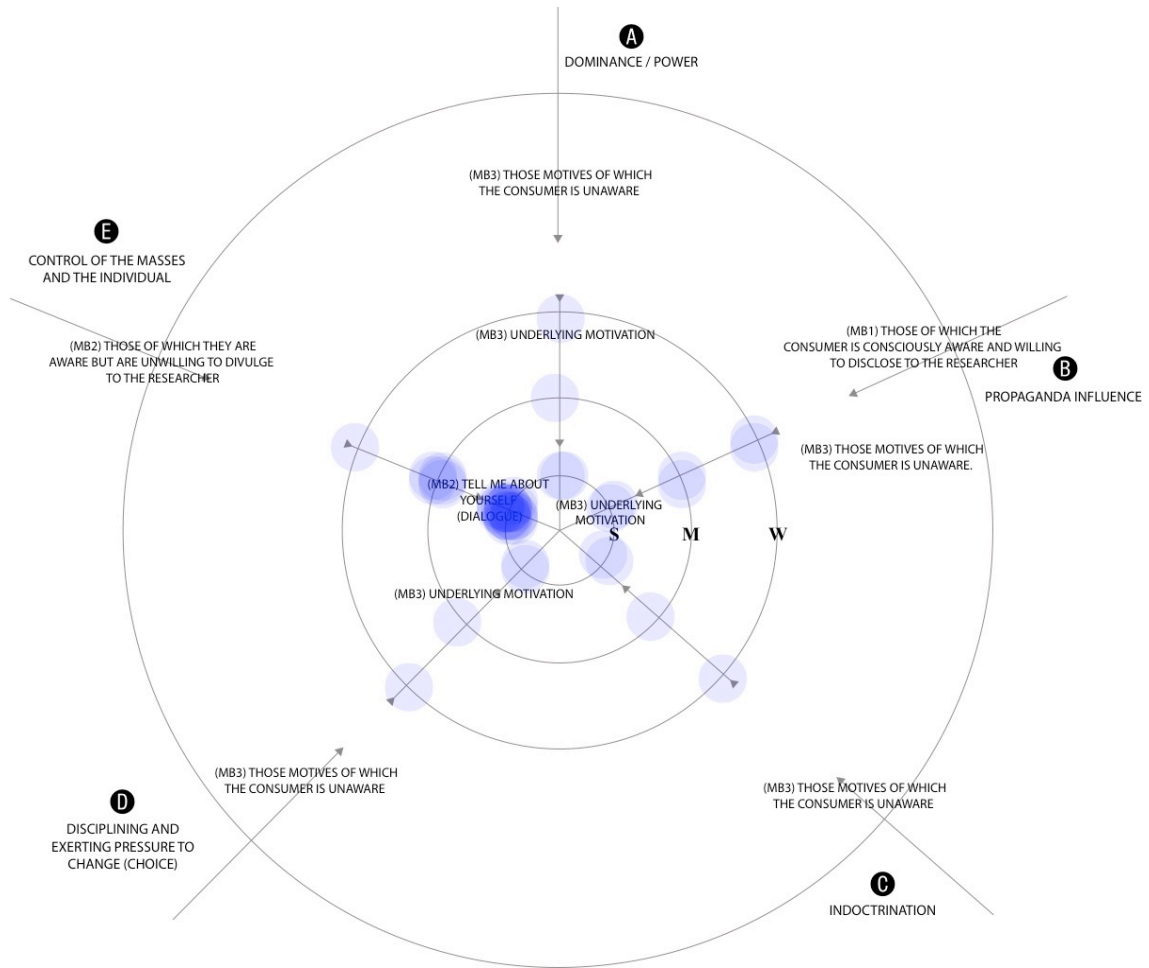 A
DOMINANCE / POWER
(MB3) THOSE MOTIVES OF WHICH
THE CONSUMER IS UNAWARE
E
CONTROL OF THE MASSES
AND THE INDIVIDUAL
(MB2) THOSE OF WHICH THEY ARE
AWARE BUT ARE UNWILLING TO DIVULGE
TO THE RESEARCHER
(MB3) UNDERLYING MOTIVATION
(MB1) THOSE OF WHICH THE
CONSUMER IS CONSCIOUSLY AWARE AND WILLING
TO DISCLOSE TO THE RESEARCHER
B
PROPAGANDA INFLUENCE
(MB3) THOSE MOTIVES OF WHICH
THE CONSUMER IS UNAWARE.
(MB2) TELL ME ABOUT
YOURSELF
(DIALOGUE)
(MB3) UNDERLYING
MOTIVATION
S M W
(MB3) UNDERLYING MOTIVATION
(MB3) THOSE MOTIVES OF WHICH
THE CONSUMER IS UNAWARE
D
DISCIPLINING AND
EXERTING PRESSURE TO
CHANGE (CHOICE)
(MB3) THOSE MOTIVES OF WHICH
THE CONSUMER IS UNAWARE
C
INDOCTRINATION